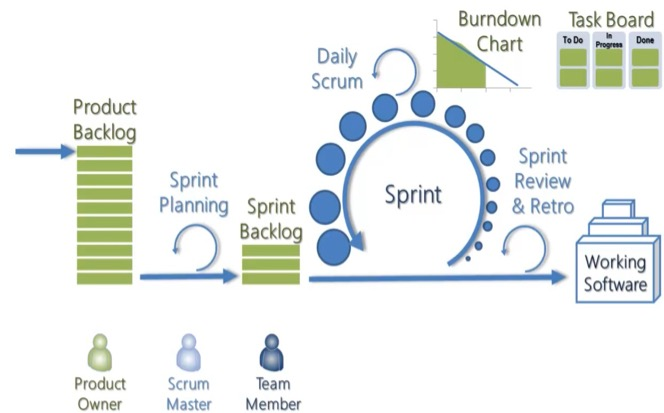 Burndown
Chart
Task Board
To Do
In
Progress
Done
Daily
Scrum
Product
Backlog
Sprint
Planning
Sprint
Backlog
Sprint
Sprint
Review
& Retro
Working
Software
Product
Owner
Scrum
Master
Team
Member